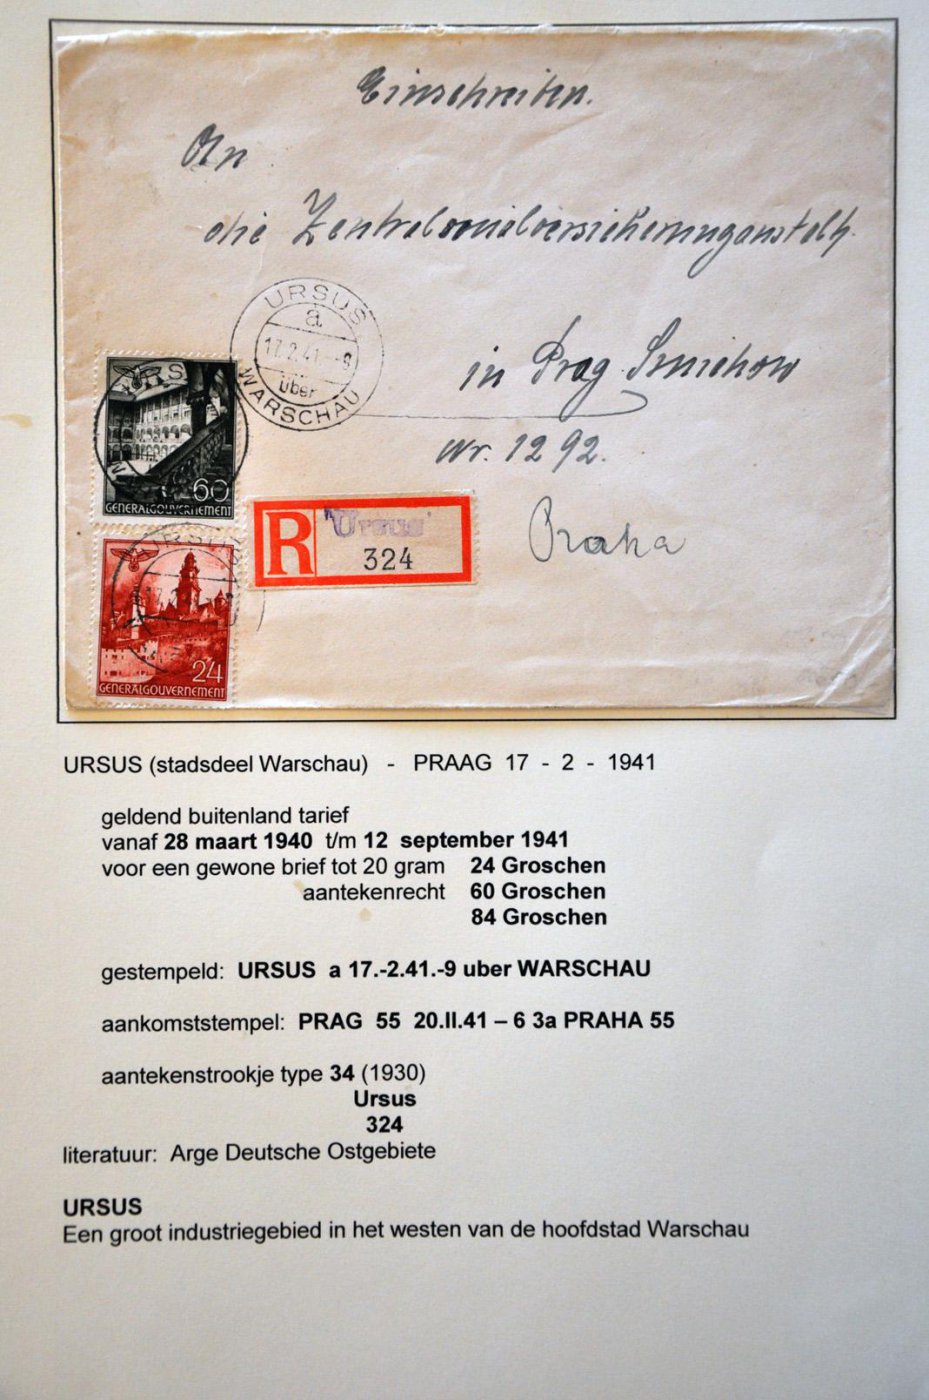 Einschreiben.
An
die Zentralsozialversicherungsanstalt
URSUS
a
17.2.41.-9
über
WARSCHAU
in Prag Smichow
Nr. 1292.
Praha
URSUS
60
GENERALGOUVERNEMENT
R
"Ursus"
324
URSUS
24
GENERALGOUVERNEMENT
URSUS (stadsdeel Warschau) - PRAAG 17 - 2 - 1941
geldend buitenland tarief
vanaf 28 maart 1940 t/m 12 september 1941
voor een gewone brief tot 20 gram 24 Groschen
aantekenrecht 60 Groschen
84 Groschen
gestempeld: URSUS a 17.-2.41.-9 uber WARSCHAU
aankomststempel: PRAG 55 20.II.41 – 6 3a PRAHA 55
aantekenstrookje type 34 (1930)
Ursus
324
literatuur: Arge Deutsche Ostgebiete
URSUS
Een groot industriegebied in het westen van de hoofdstad Warschau